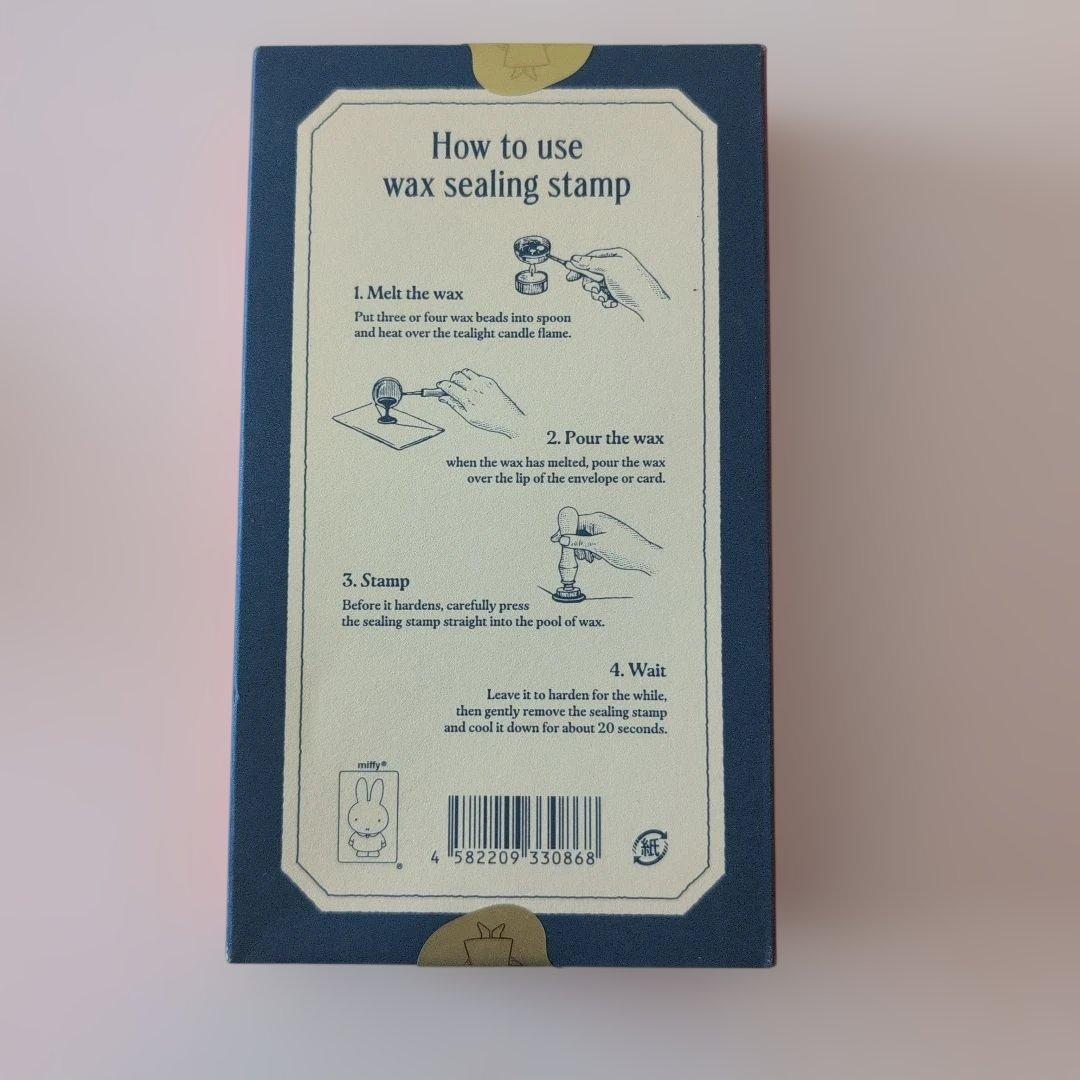 How to use
wax sealing stamp
1. Melt the wax
Put three or four wax beads into spoon
and heat over the tealight candle flame.
2. Pour the wax
when the wax has melted, pour the wax
over the lip of the envelope or card.
3. Stamp
Before it hardens, carefully press
the sealing stamp straight into the pool of wax.
4. Wait
Leave it to harden for the while,
then gently remove the sealing stamp
and cool it down for about 20 seconds.
miffy®
®
4 582209 330868
紙